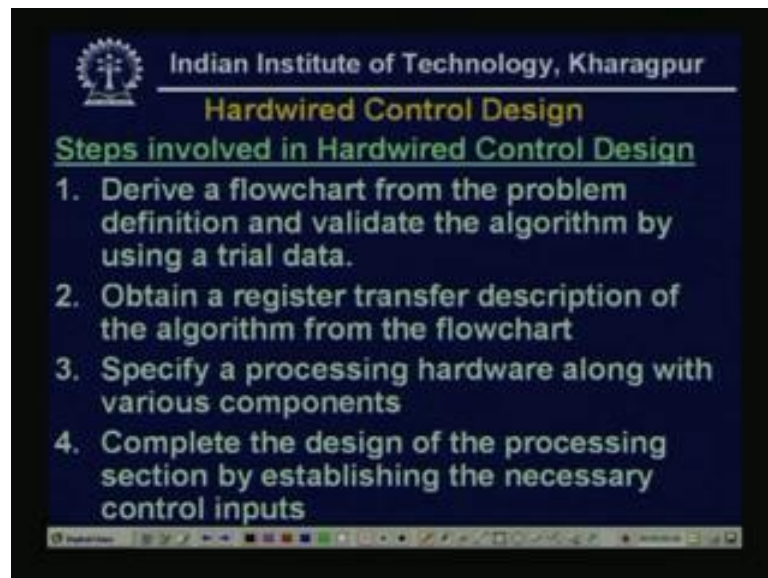 Indian Institute of Technology, Kharagpur
Hardwired Control Design
Steps involved in Hardwired Control Design
1. Derive a flowchart from the problem
definition and validate the algorithm by
using a trial data.
2. Obtain a register transfer description of
the algorithm from the flowchart
3. Specify a processing hardware along with
various components
4. Complete the design of the processing
section by establishing the necessary
control inputs